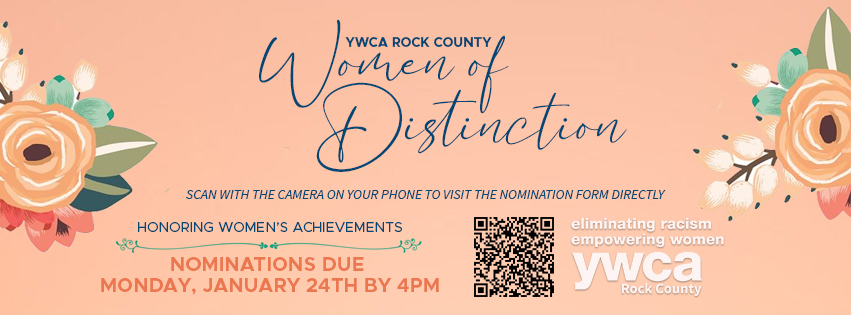 YWCA ROCK COUNTY
Women of
Distinction
SCAN WITH THE CAMERA ON YOUR PHONE TO VISIT THE NOMINATION FORM DIRECTLY
HONORING WOMEN'S ACHIEVEMENTS
NOMINATIONS DUE
MONDAY, JANUARY 24TH BY 4PM
eliminating racism
empowering women
ywca
Rock County